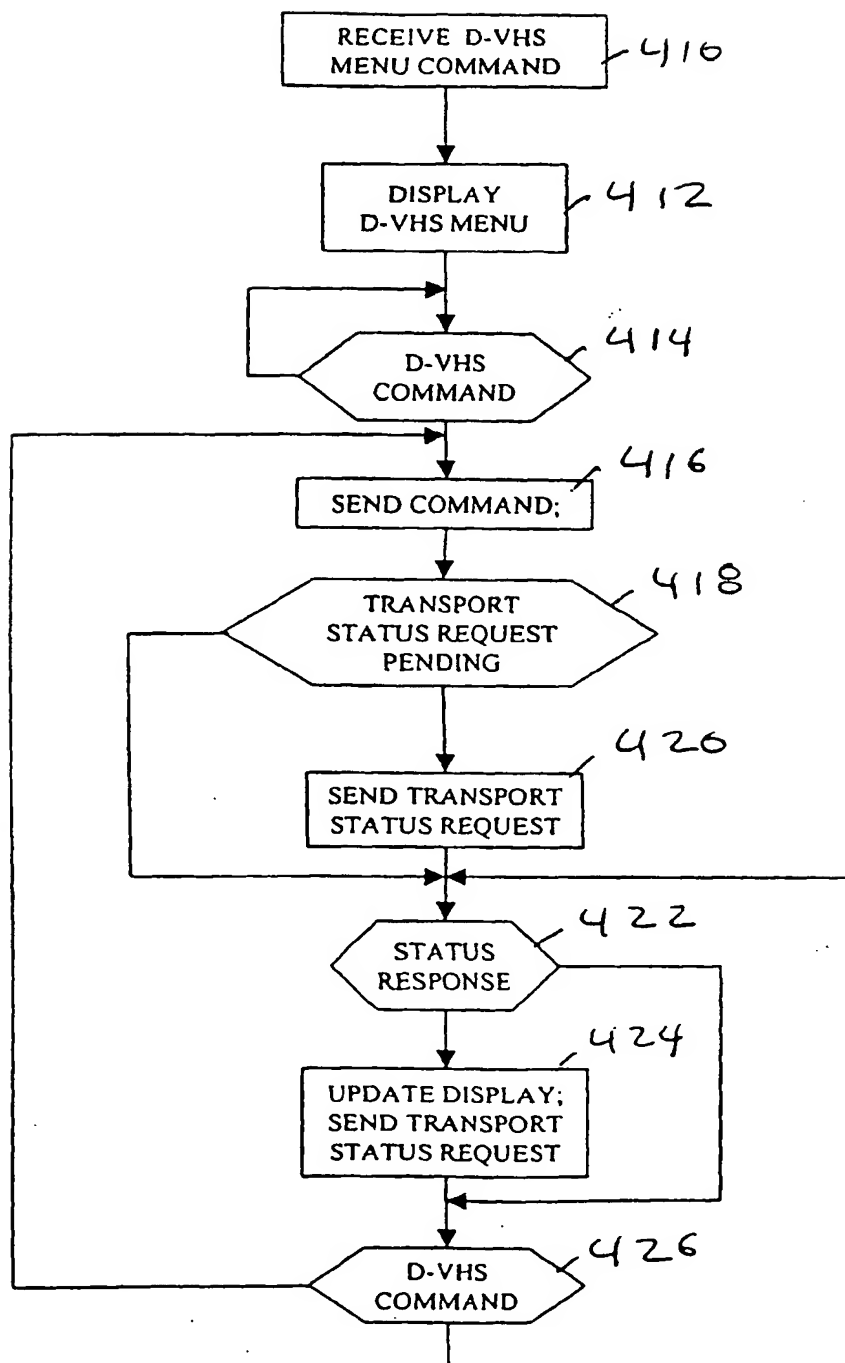 RECEIVE D-VHS
MENU COMMAND
410
DISPLAY
D-VHS MENU
412
D-VHS
COMMAND
414
SEND COMMAND;
416
TRANSPORT
STATUS REQUEST
PENDING
418
SEND TRANSPORT
STATUS REQUEST
420
STATUS
RESPONSE
422
UPDATE DISPLAY;
SEND TRANSPORT
STATUS REQUEST
424
D-VHS
COMMAND
426